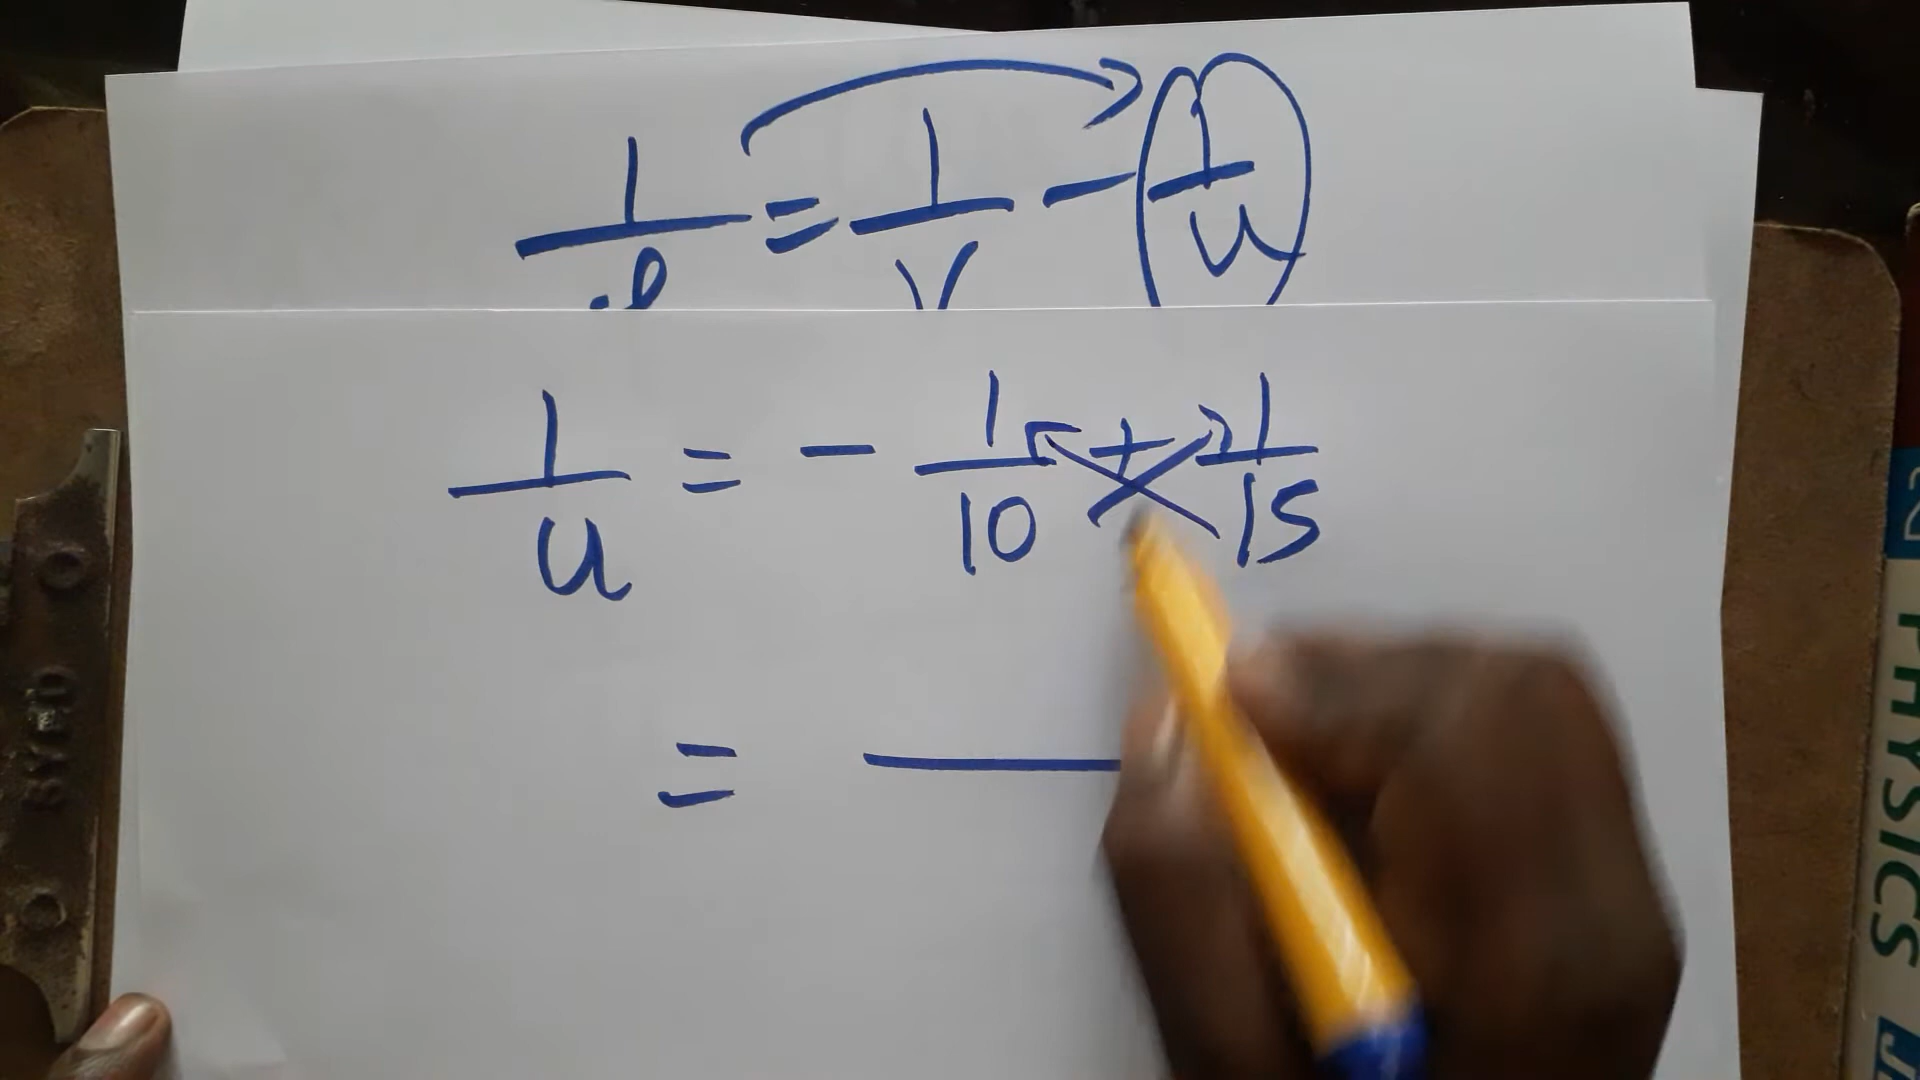 1/f = 1/v - 1/u
1/u = - 1/10 + 1/15
=
PHYSICS